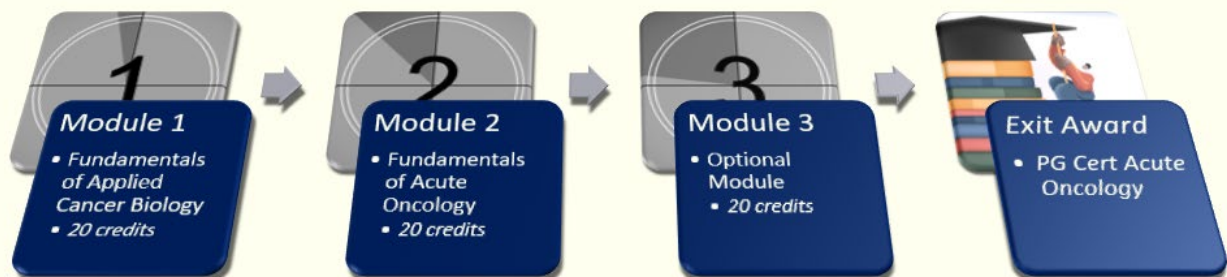 1
Module 1
• Fundamentals
of Applied
Cancer Biology
• 20 credits
2
Module 2
• Fundamentals
of Acute
Oncology
• 20 credits
3
Module 3
• Optional
Module
• 20 credits
Exit Award
• PG Cert Acute
Oncology